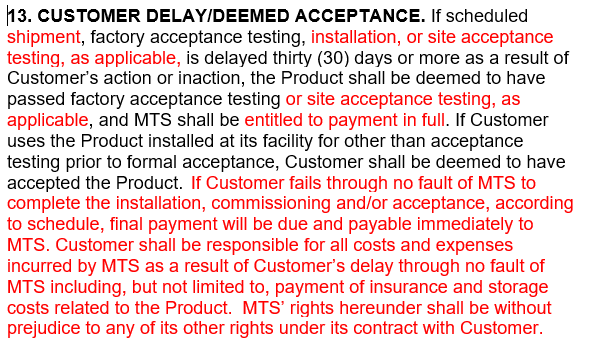 13. CUSTOMER DELAY/DEEMED ACCEPTANCE. If scheduled
shipment, factory acceptance testing, installation, or site acceptance
testing, as applicable, is delayed thirty (30) days or more as a result of
Customer's action or inaction, the Product shall be deemed to have
passed factory acceptance testing or site acceptance testing, as
applicable, and MTS shall be entitled to payment in full. If Customer
uses the Product installed at its facility for other than acceptance
testing prior to formal acceptance, Customer shall be deemed to have
accepted the Product. If Customer fails through no fault of MTS to
complete the installation, commissioning and/or acceptance, according
to schedule, final payment will be due and payable immediately to
MTS. Customer shall be responsible for all costs and expenses
incurred by MTS as a result of Customer's delay through no fault of
MTS including, but not limited to, payment of insurance and storage
costs related to the Product.  MTS' rights hereunder shall be without
prejudice to any of its other rights under its contract with Customer.